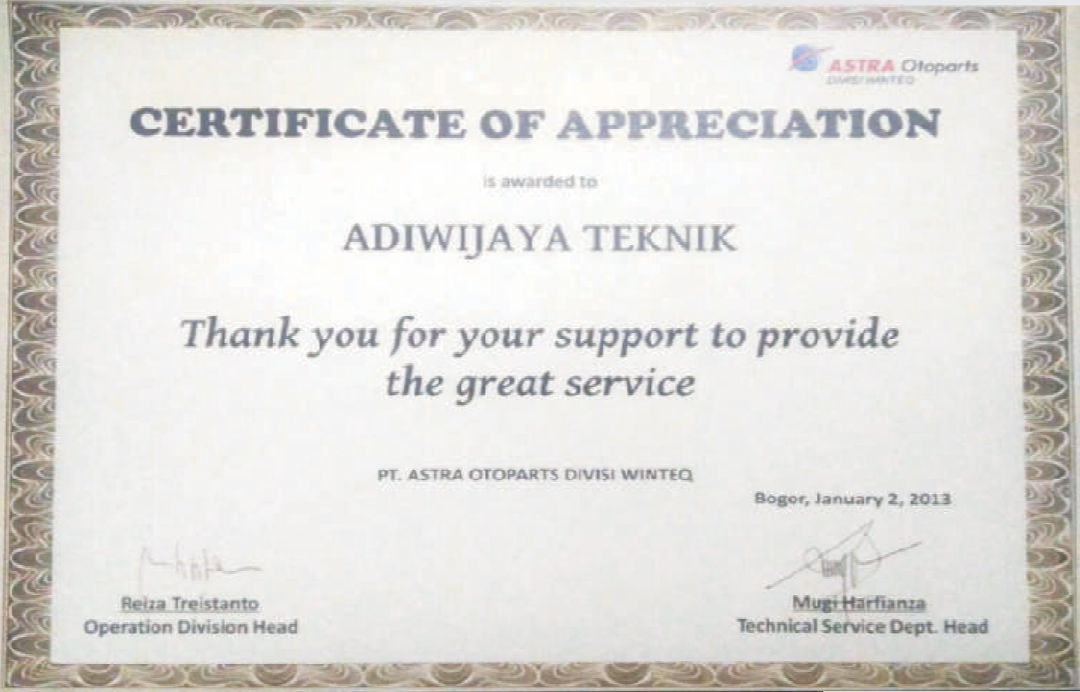 ASTRA Otoparts
DIVISI WINTEQ
CERTIFICATE OF APPRECIATION
is awarded to
ADIWIJAYA TEKNIK
Thank you for your support to provide
the great service
PT. ASTRA OTOPARTS DIVISI WINTEQ
Bogor, January 2, 2013
Reiza Treistanto
Operation Division Head
Mugi Harfianza
Technical Service Dept. Head